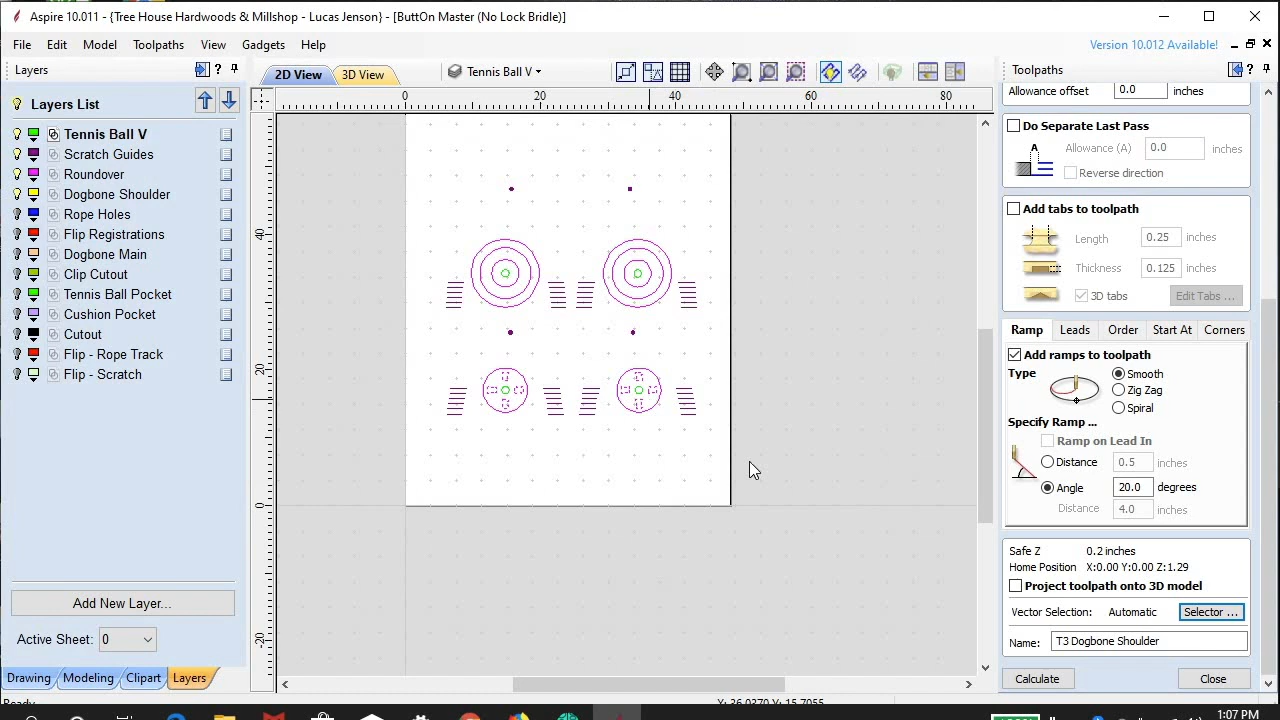 Aspire 10.011 - {Tree House Hardwoods & Millshop - Lucas Jenson} - [ButtOn Master (No Lock Bridle)]
File Edit Model Toolpaths View Gadgets Help
Version 10.012 Available!
Layers
Layers List
Tennis Ball V
Scratch Guides
Roundover
Dogbone Shoulder
Rope Holes
Flip Registrations
Dogbone Main
Clip Cutout
Tennis Ball Pocket
Cushion Pocket
Cutout
Flip - Rope Track
Flip - Scratch
Add New Layer...
Active Sheet: 0
Drawing Modeling Clipart Layers
2D View 3D View
Tennis Ball V
0 20 40 60 80
40
20
0
-20
X:36.0370 Y:15.7055
Toolpaths
Allowance offset 0.0 inches
Do Separate Last Pass
A
Allowance (A) 0.0 inches
Reverse direction
Add tabs to toolpath
Length 0.25 inches
Thickness 0.125 inches
3D tabs Edit Tabs ...
Ramp Leads Order Start At Corners
Add ramps to toolpath
Type
Smooth
Zig Zag
Spiral
Specify Ramp ...
Ramp on Lead In
Distance 0.5 inches
Angle 20.0 degrees
Distance 4.0 inches
Safe Z 0.2 inches
Home Position X:0.00 Y:0.00 Z:1.29
Project toolpath onto 3D model
Vector Selection: Automatic Selector ...
Name: T3 Dogbone Shoulder
Calculate Close
Ready
1:07 PM